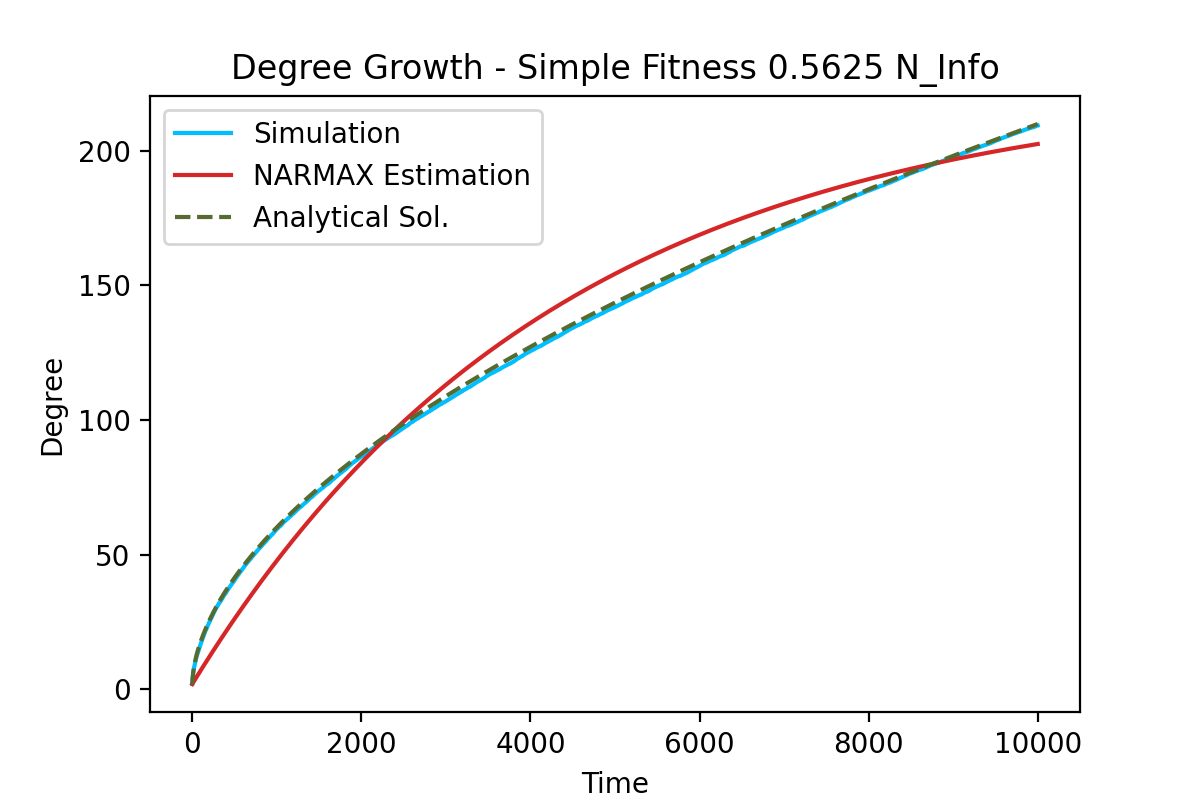 Degree Growth - Simple Fitness 0.5625 N_Info
Simulation
NARMAX Estimation
Analytical Sol.
200
150
100
50
0
Degree
0 2000 4000 6000 8000 10000
Time